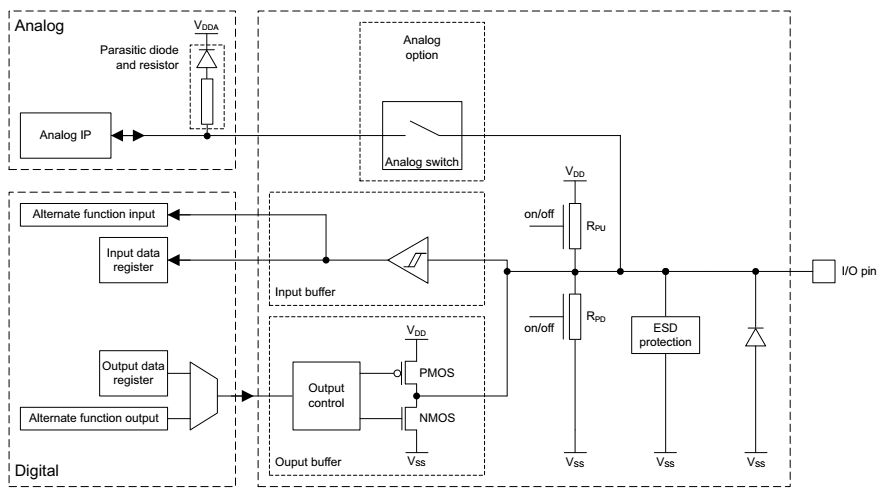 Analog
VDDA
Parasitic diode
and resistor
Analog IP
Analog
option
Analog switch
VDD
on/off
RPU
Alternate function input
Input data
register
Input buffer
I/O pin
on/off
RPD
ESD
protection
VDD
Output data
register
Output
control
PMOS
NMOS
Alternate function output
VSS
Ouput buffer
VSS
VSS
VSS
Digital